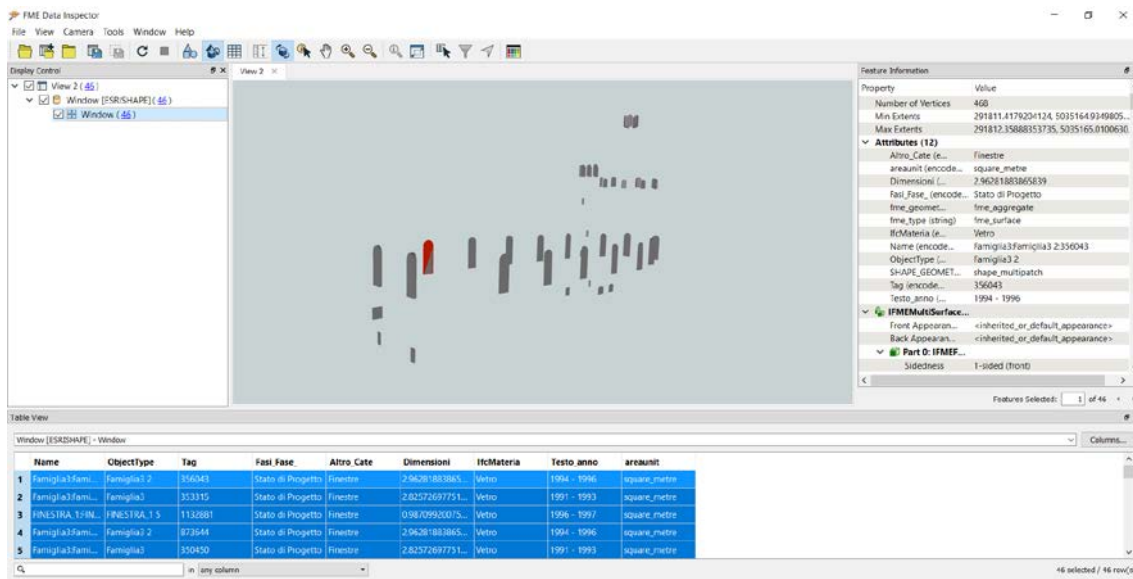 FME Data Inspector
File View Camera Tools Window Help
Display Control
View 2 (46)
Window [ESRISHAPE] (46)
Window (46)
View 2
Feature Information
Property Value
Number of Vertices 468
Min Extents 291811.4179204124, 5035164.9349805...
Max Extents 291812.35888353735, 5035165.0100630.
Attributes (12)
Altro_Cate (e... Finestre
areaunit (encode... square_metre
Dimensioni (... 2.96281883865839
Fasi_Fase_ (encode... Stato di Progetto
fme_geomet... fme_aggregate
fme_type (string) fme_surface
IfcMateria (e... Vetro
Name (encode... Famiglia3:Famiglia3 2:356043
ObjectType (... Famiglia3 2
SHAPE_GEOMET... shape_multipatch
Tag (encode... 356043
Testo_anno (... 1994 - 1996
IFMEMultiSurface...
Front Appearan... <inherited_or_default_appearance>
Back Appearan... <inherited_or_default_appearance>
Part 0: IFMEF...
Sidedness 1-sided (front)
Features Selected: 1 of 46
Table View
Window [ESRISHAPE] - Window
Columns...
Name ObjectType Tag Fasi_Fase_ Altro_Cate Dimensioni IfcMateria Testo_anno areaunit
1 Famiglia3:Fami... Famiglia3 2 356043 Stato di Progetto Finestre 2.96281883865... Vetro 1994 - 1996 square_metre
2 Famiglia3:Fami... Famiglia3 353315 Stato di Progetto Finestre 2.82572697751... Vetro 1991 - 1993 square_metre
3 FINESTRA_1:FIN... FINESTRA_1 5 1132881 Stato di Progetto Finestre 0.98709920075... Vetro 1996 - 1997 square_metre
4 Famiglia3:Fami... Famiglia3 2 873644 Stato di Progetto Finestre 2.96281883865... Vetro 1994 - 1996 square_metre
5 Famiglia3:Fami... Famiglia3 350450 Stato di Progetto Finestre 2.82572697751... Vetro 1991 - 1993 square_metre
in any column
46 selected / 46 row(s